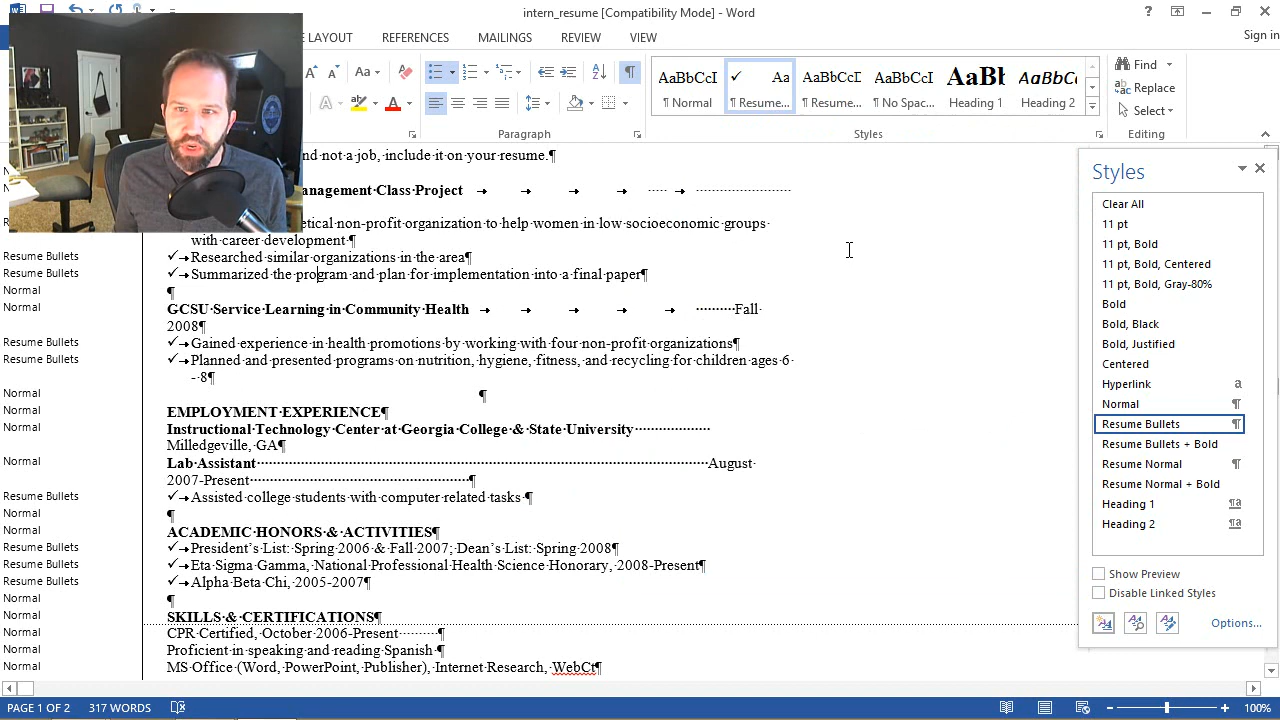 intern_resume [Compatibility Mode] - Word
Sign in
LAYOUT REFERENCES MAILINGS REVIEW VIEW
Find
Replace
Select
AaBbCcI Aa AaBbCcI AaBbCcI AaBb AaBbCc
¶ Normal ¶ Resume... ¶ Resume... ¶ No Spac... Heading 1 Heading 2
Paragraph Styles Editing
nd not a job, include it on your resume.¶
anagement·Class·Project
etical·non-profit·organization·to·help·women·in·low·socioeconomic·groups·
with·career·development·¶
Resume Bullets ✓→Researched·similar·organizations·in·the·area¶
Resume Bullets ✓→Summarized·the·program·and·plan·for·implementation·into·a·final·paper¶
Normal ¶
Normal GCSU·Service·Learning·in·Community·Health → → → → → ·········Fall·
2008¶
Resume Bullets ✓→Gained·experience·in·health·promotions·by·working·with·four·non-profit·organizations¶
Resume Bullets ✓→Planned·and·presented·programs·on·nutrition,·hygiene,·fitness,·and·recycling·for·children·ages·6·
-·8¶
Normal ¶
Normal EMPLOYMENT·EXPERIENCE¶
Normal Instructional·Technology·Center·at·Georgia·College·&·State·University··················
Milledgeville,·GA¶
Normal Lab·Assistant····················August·
2007-Present····················¶
Resume Bullets ✓→Assisted·college·students·with·computer·related·tasks·¶
Normal ¶
Normal ACADEMIC·HONORS·&·ACTIVITIES¶
Resume Bullets ✓→President's·List:·Spring·2006·&·Fall·2007;·Dean's·List:·Spring·2008¶
Resume Bullets ✓→Eta·Sigma·Gamma,·National·Professional·Health·Science·Honorary,·2008-Present¶
Resume Bullets ✓→Alpha·Beta·Chi,·2005-2007¶
Normal ¶
Normal SKILLS·&·CERTIFICATIONS¶
Normal CPR·Certified,·October·2006-Present·········¶
Normal Proficient·in·speaking·and·reading·Spanish·¶
Normal MS·Office·(Word,·PowerPoint,·Publisher),·Internet·Research,·WebCt¶
Styles
Clear All
11 pt
11 pt, Bold
11 pt, Bold, Centered
11 pt, Bold, Gray-80%
Bold
Bold, Black
Bold, Justified
Centered
Hyperlink a
Normal ¶
Resume Bullets ¶
Resume Bullets + Bold
Resume Normal ¶
Resume Normal + Bold
Heading 1 ¶a
Heading 2 ¶a
Show Preview
Disable Linked Styles
Options...
PAGE 1 OF 2 317 WORDS 100%